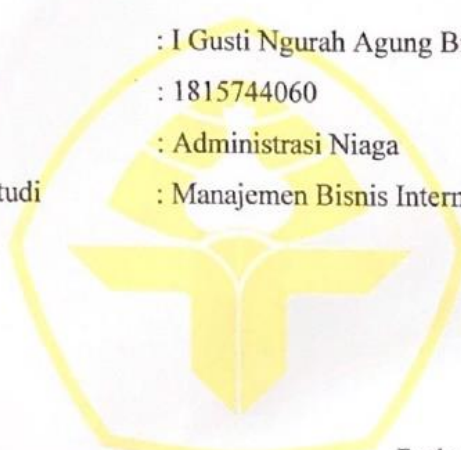 : I Gusti Ngurah Agung B
: 1815744060
: Administrasi Niaga
tudi : Manajemen Bisnis Intern